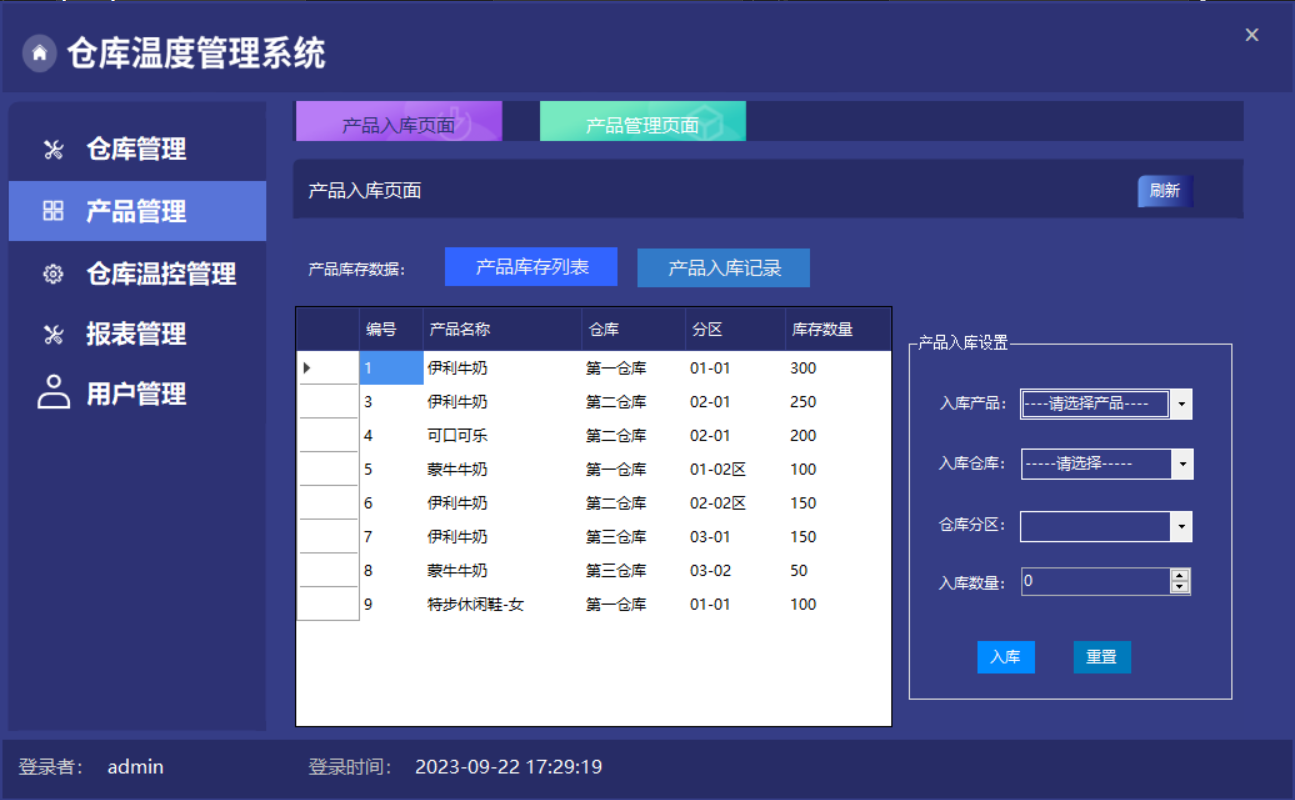 仓库温度管理系统
×
仓库管理
产品管理
仓库温控管理
报表管理
用户管理
产品入库页面 产品管理页面
产品入库页面 刷新
产品库存数据: 产品库存列表 产品入库记录
编号 产品名称 仓库 分区 库存数量
1 伊利牛奶 第一仓库 01-01 300
3 伊利牛奶 第二仓库 02-01 250
4 可口可乐 第二仓库 02-01 200
5 蒙牛牛奶 第一仓库 01-02区 100
6 伊利牛奶 第二仓库 02-02区 150
7 伊利牛奶 第三仓库 03-01 150
8 蒙牛牛奶 第三仓库 03-02 50
9 特步休闲鞋-女 第一仓库 01-01 100
产品入库设置
入库产品: ----请选择产品----
入库仓库: -----请选择-----
仓库分区:
入库数量: 0
入库 重置
登录者: admin 登录时间: 2023-09-22 17:29:19